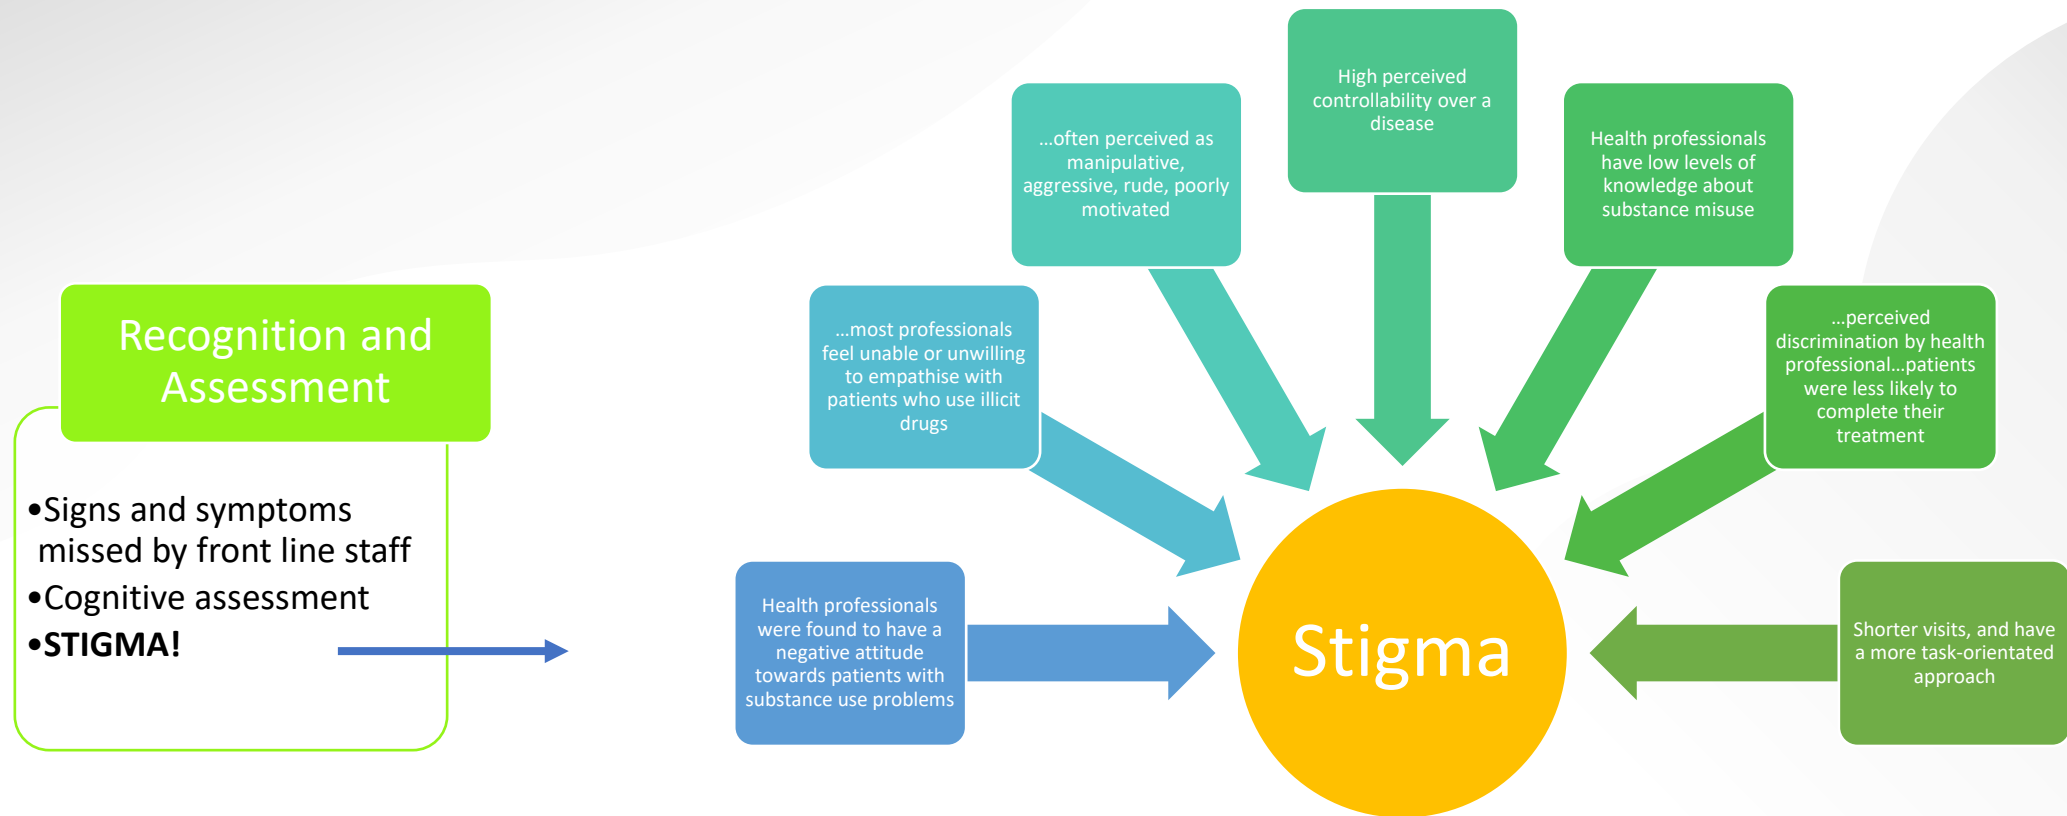 Recognition and
Assessment
•Signs and symptoms
missed by front line staff
•Cognitive assessment
•STIGMA!
Health professionals
were found to have a
negative attitude
towards patients with
substance use problems
...most professionals
feel unable or unwilling
to empathise with
patients who use illicit
drugs
...often perceived as
manipulative,
aggressive, rude, poorly
motivated
High perceived
controllability over a
disease
Health professionals
have low levels of
knowledge about
substance misuse
...perceived
discrimination by health
professional...patients
were less likely to
complete their
treatment
Shorter visits, and have
a more task-orientated
approach
Stigma